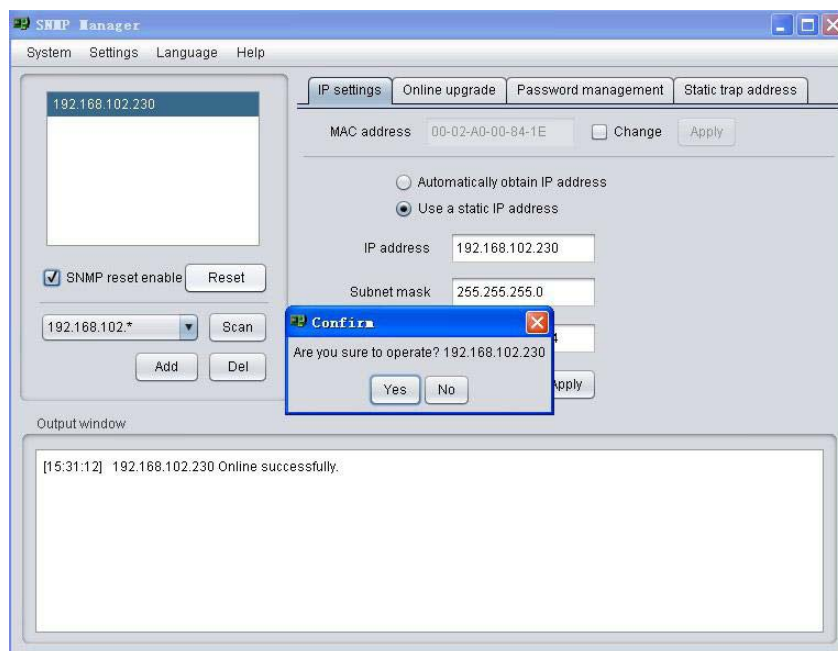 SNMP Manager
System Settings Language Help
192.168.102.230
SNMP reset enable Reset
192.168.102.* Scan
Add Del
IP settings Online upgrade Password management Static trap address
MAC address 00-02-A0-00-84-1E Change Apply
Automatically obtain IP address
Use a static IP address
IP address 192.168.102.230
Subnet mask 255.255.255.0
Confirm
Are you sure to operate? 192.168.102.230
Yes No
Apply
Output window
[15:31:12] 192.168.102.230 Online successfully.